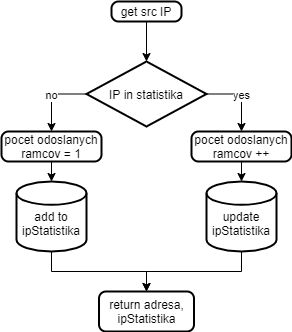 get src IP
IP in statistika
no
yes
pocet odoslanych
ramcov = 1
pocet odoslanych
ramcov ++
add to
ipStatistika
update
ipStatistika
return adresa,
ipStatistika